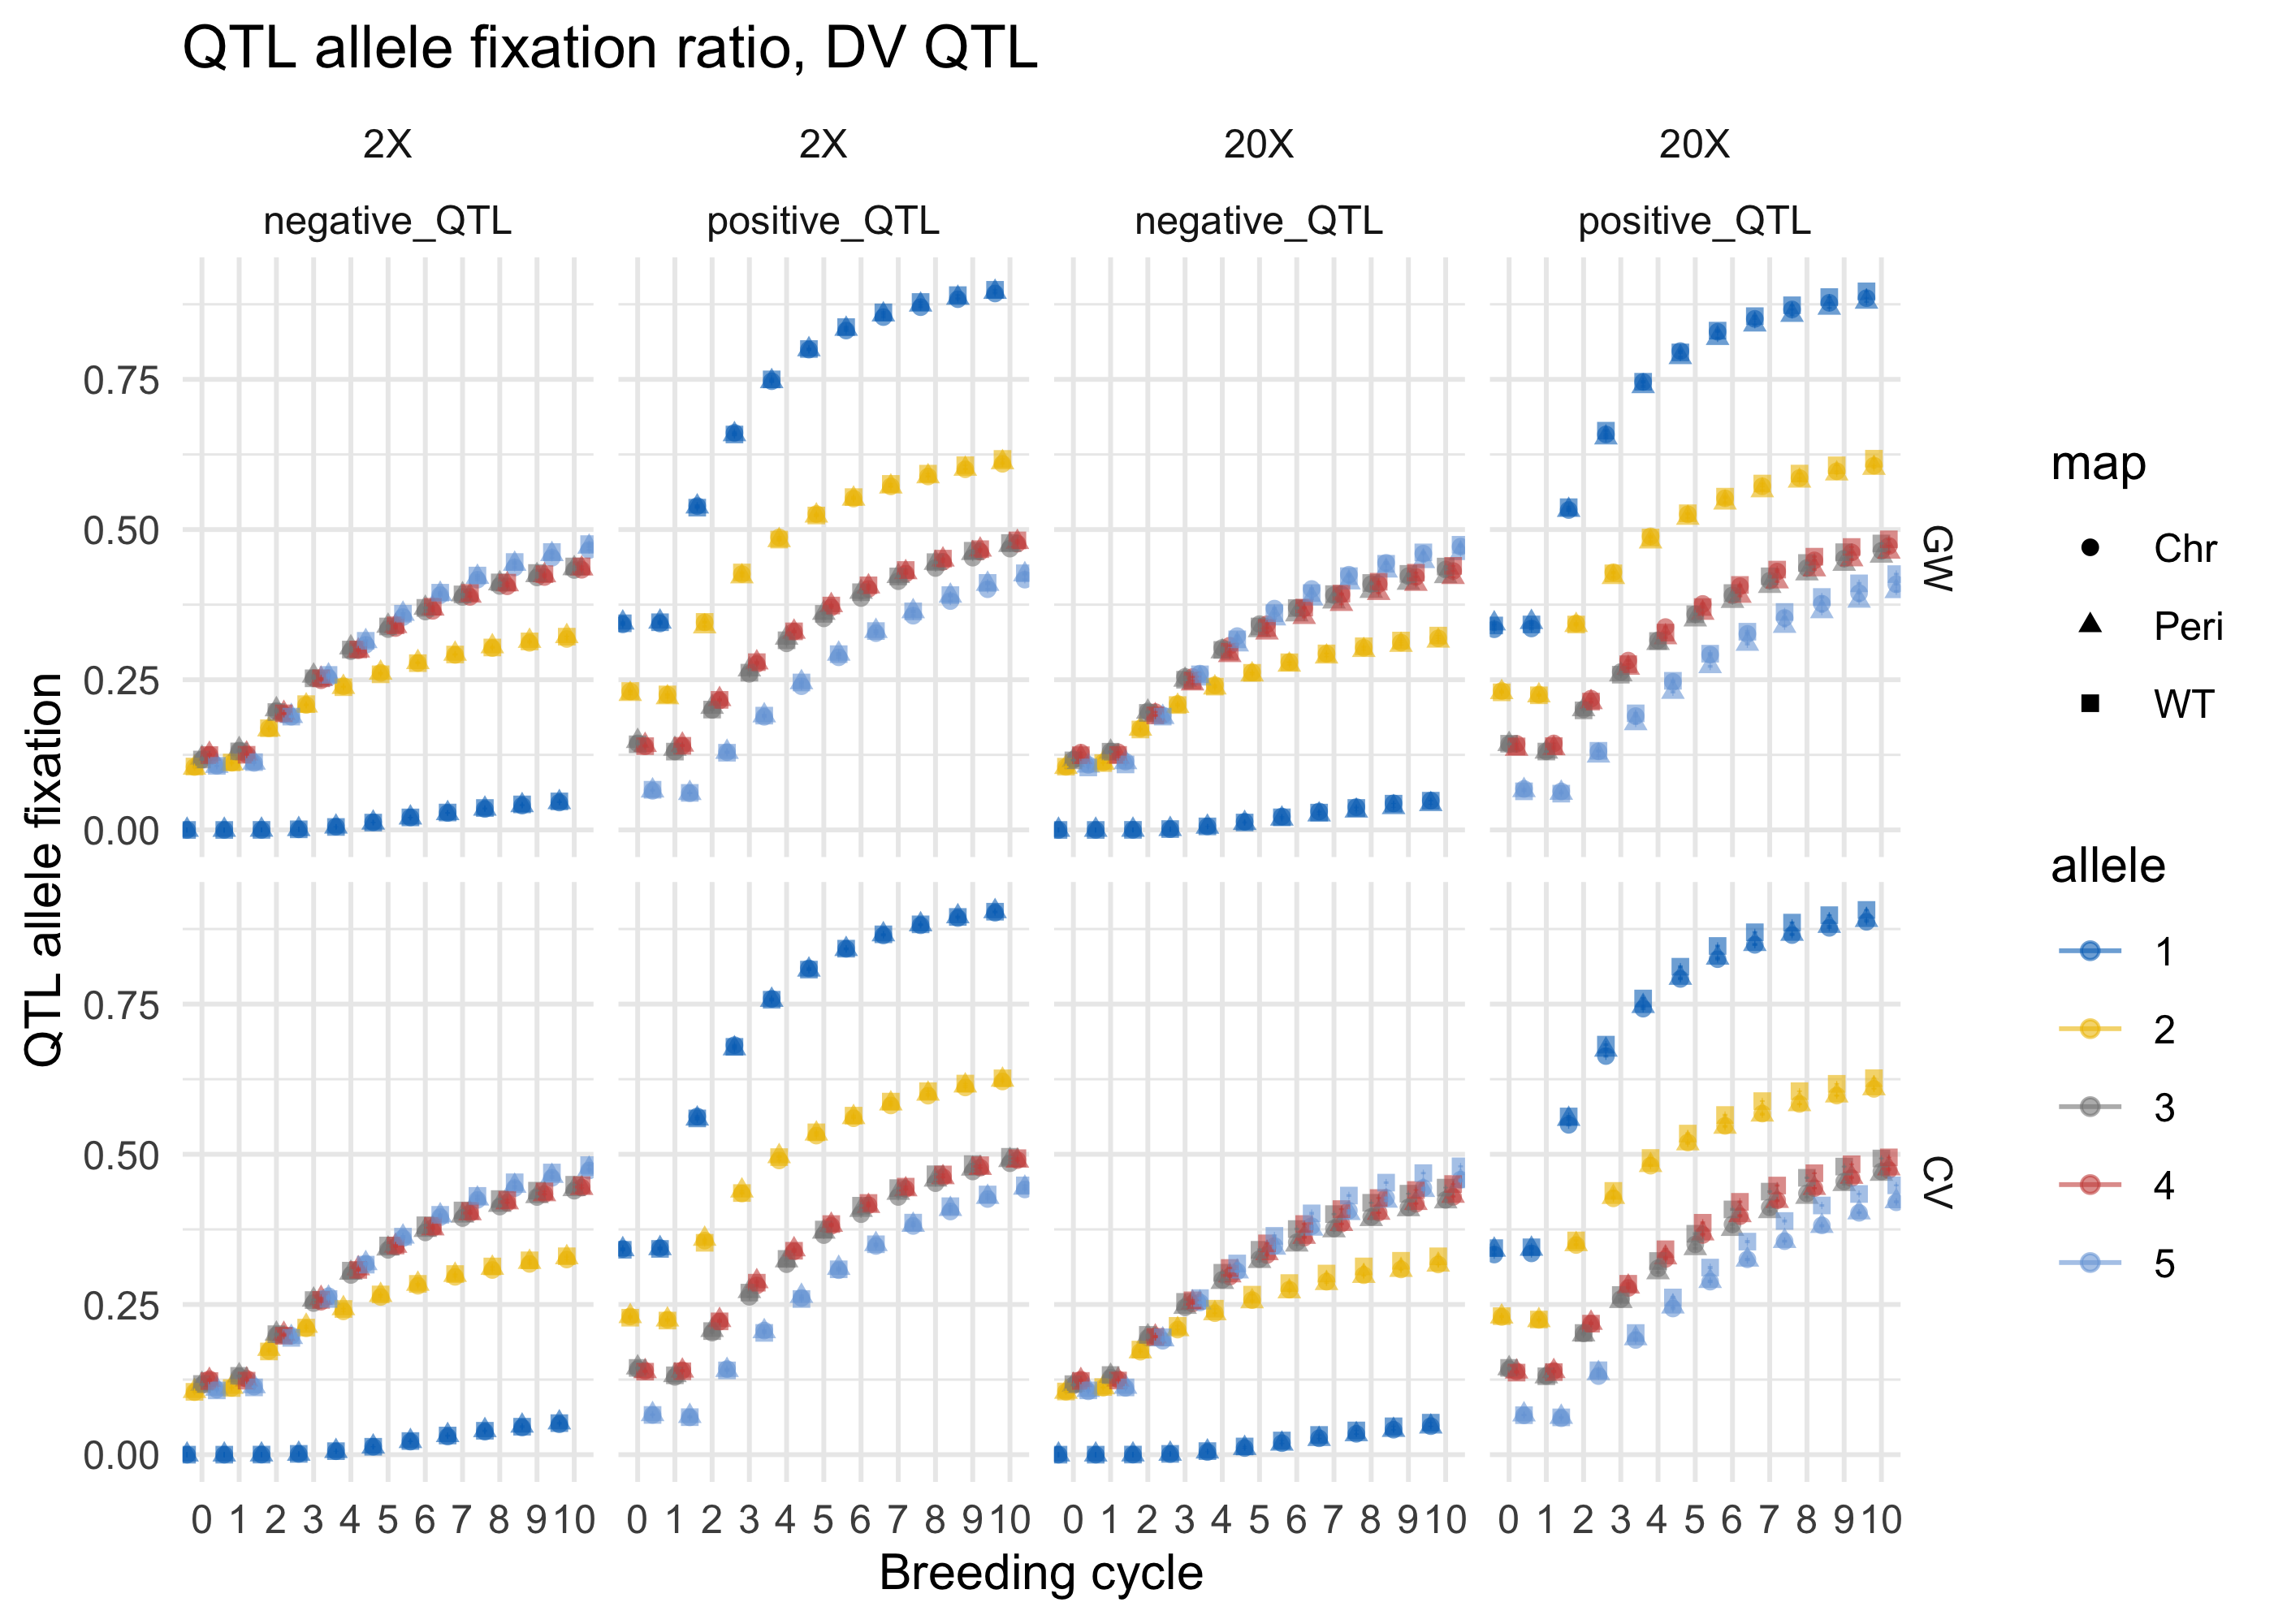 QTL allele fixation ratio, DV QTL
2X 2X 20X 20X
negative_QTL positive_QTL negative_QTL positive_QTL
GW
CV
0.75
0.50
0.25
0.00
0.75
0.50
0.25
0.00
QTL allele fixation
0 1 2 3 4 5 6 7 8 9 10 0 1 2 3 4 5 6 7 8 9 10 0 1 2 3 4 5 6 7 8 9 10 0 1 2 3 4 5 6 7 8 9 10
Breeding cycle
map
Chr
Peri
WT
allele
1
2
3
4
5